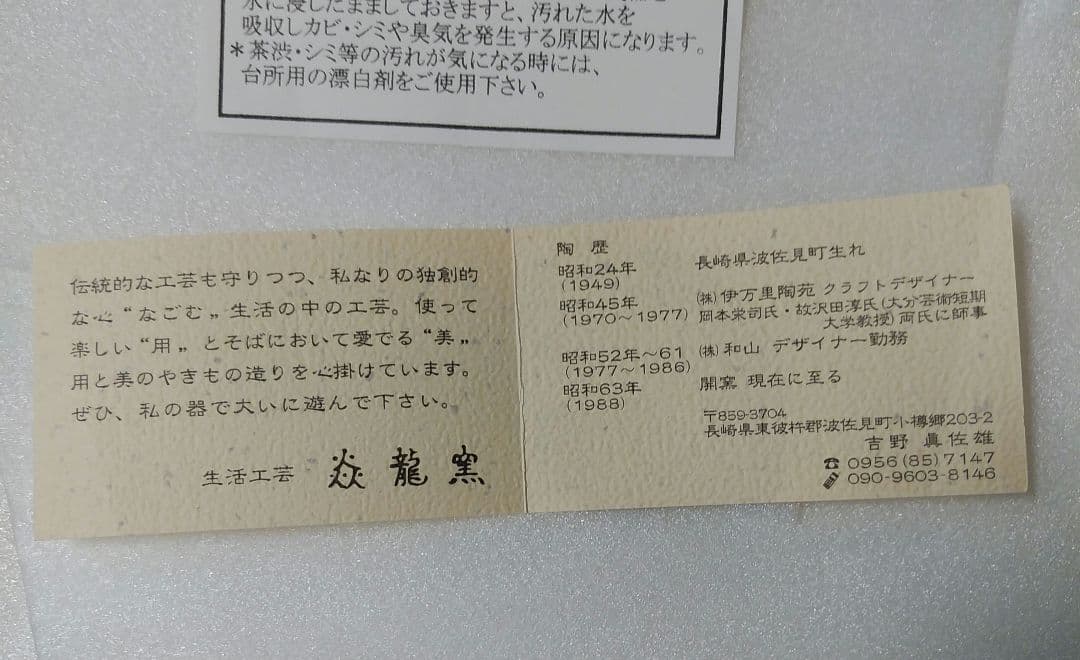 水に浸したまましておきますと、汚れた水を
吸収しカビ・シミや臭気を発生する原因になります。
＊茶渋・シミ等の汚れが気になる時には、
台所用の漂白剤をご使用下さい。
伝統的な工芸も守りつつ、私なりの独創的
な心“なごむ„生活の中の工芸。使って
楽しい“用„とそばにおいて愛でる“美„
用と美のやきもの造りを心掛けています。
ぜひ、私の器で大いに遊んで下さい。
生活工芸 焱龍窯
陶歴
昭和24年 長崎県波佐見町生れ
(1949)
昭和45年 ㈱伊万里陶苑 クラフトデザイナー
(1970〜1977) 岡本栄司氏・故沢田淳氏(大分芸術短期
大学教授)両氏に師事
昭和52年〜61 ㈱和山 デザイナー勤務
(1977〜1986)
昭和63年 開窯 現在に至る
(1988)
〒859-3704
長崎県東彼杵郡波佐見町小樽郷203-2
吉野 眞佐雄
☎ 0956(85)7147
090-9603-8146